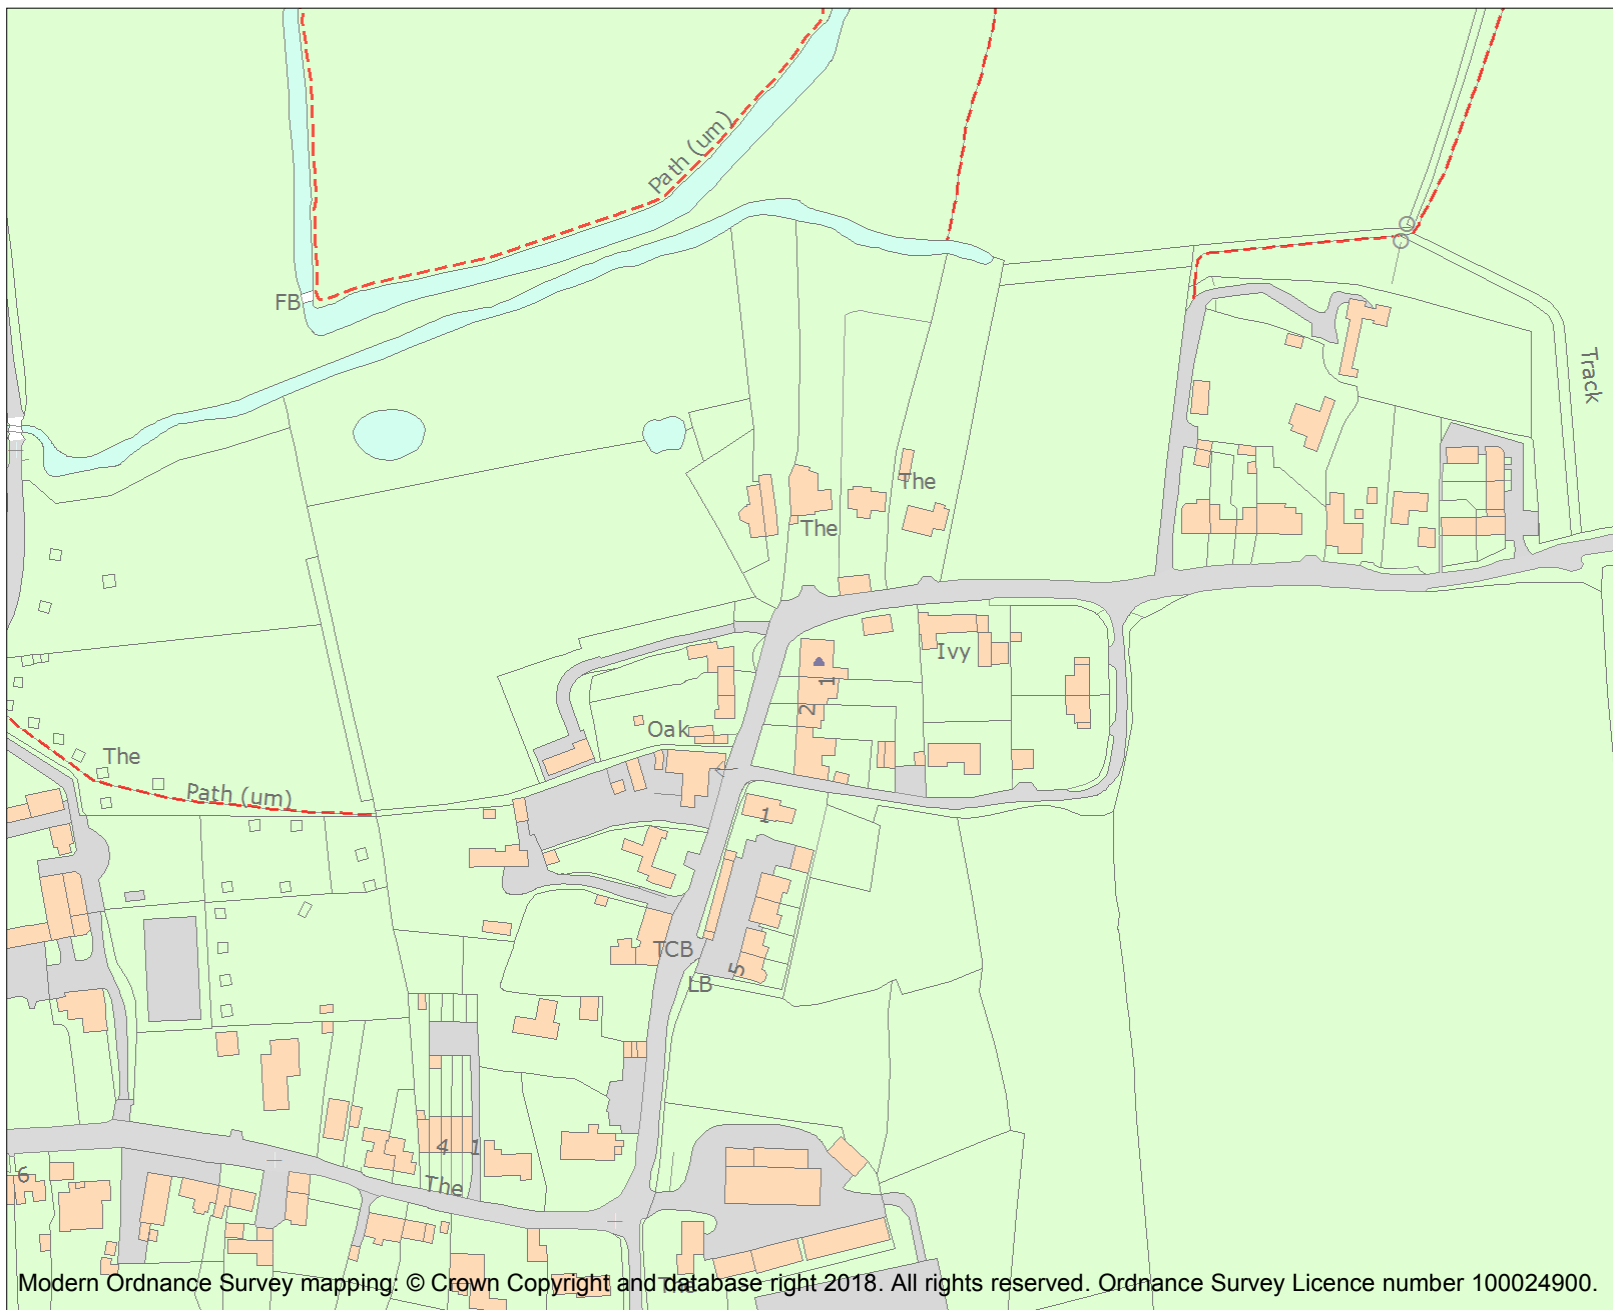 Path (um)
FB
Track
The
The
Ivy
1
2
Oak
The
Path (um)
1
TCB
5
LB
4 1
6
The
The
Modern Ordnance Survey mapping: © Crown Copyright and database right 2018. All rights reserved. Ordnance Survey Licence number 100024900.